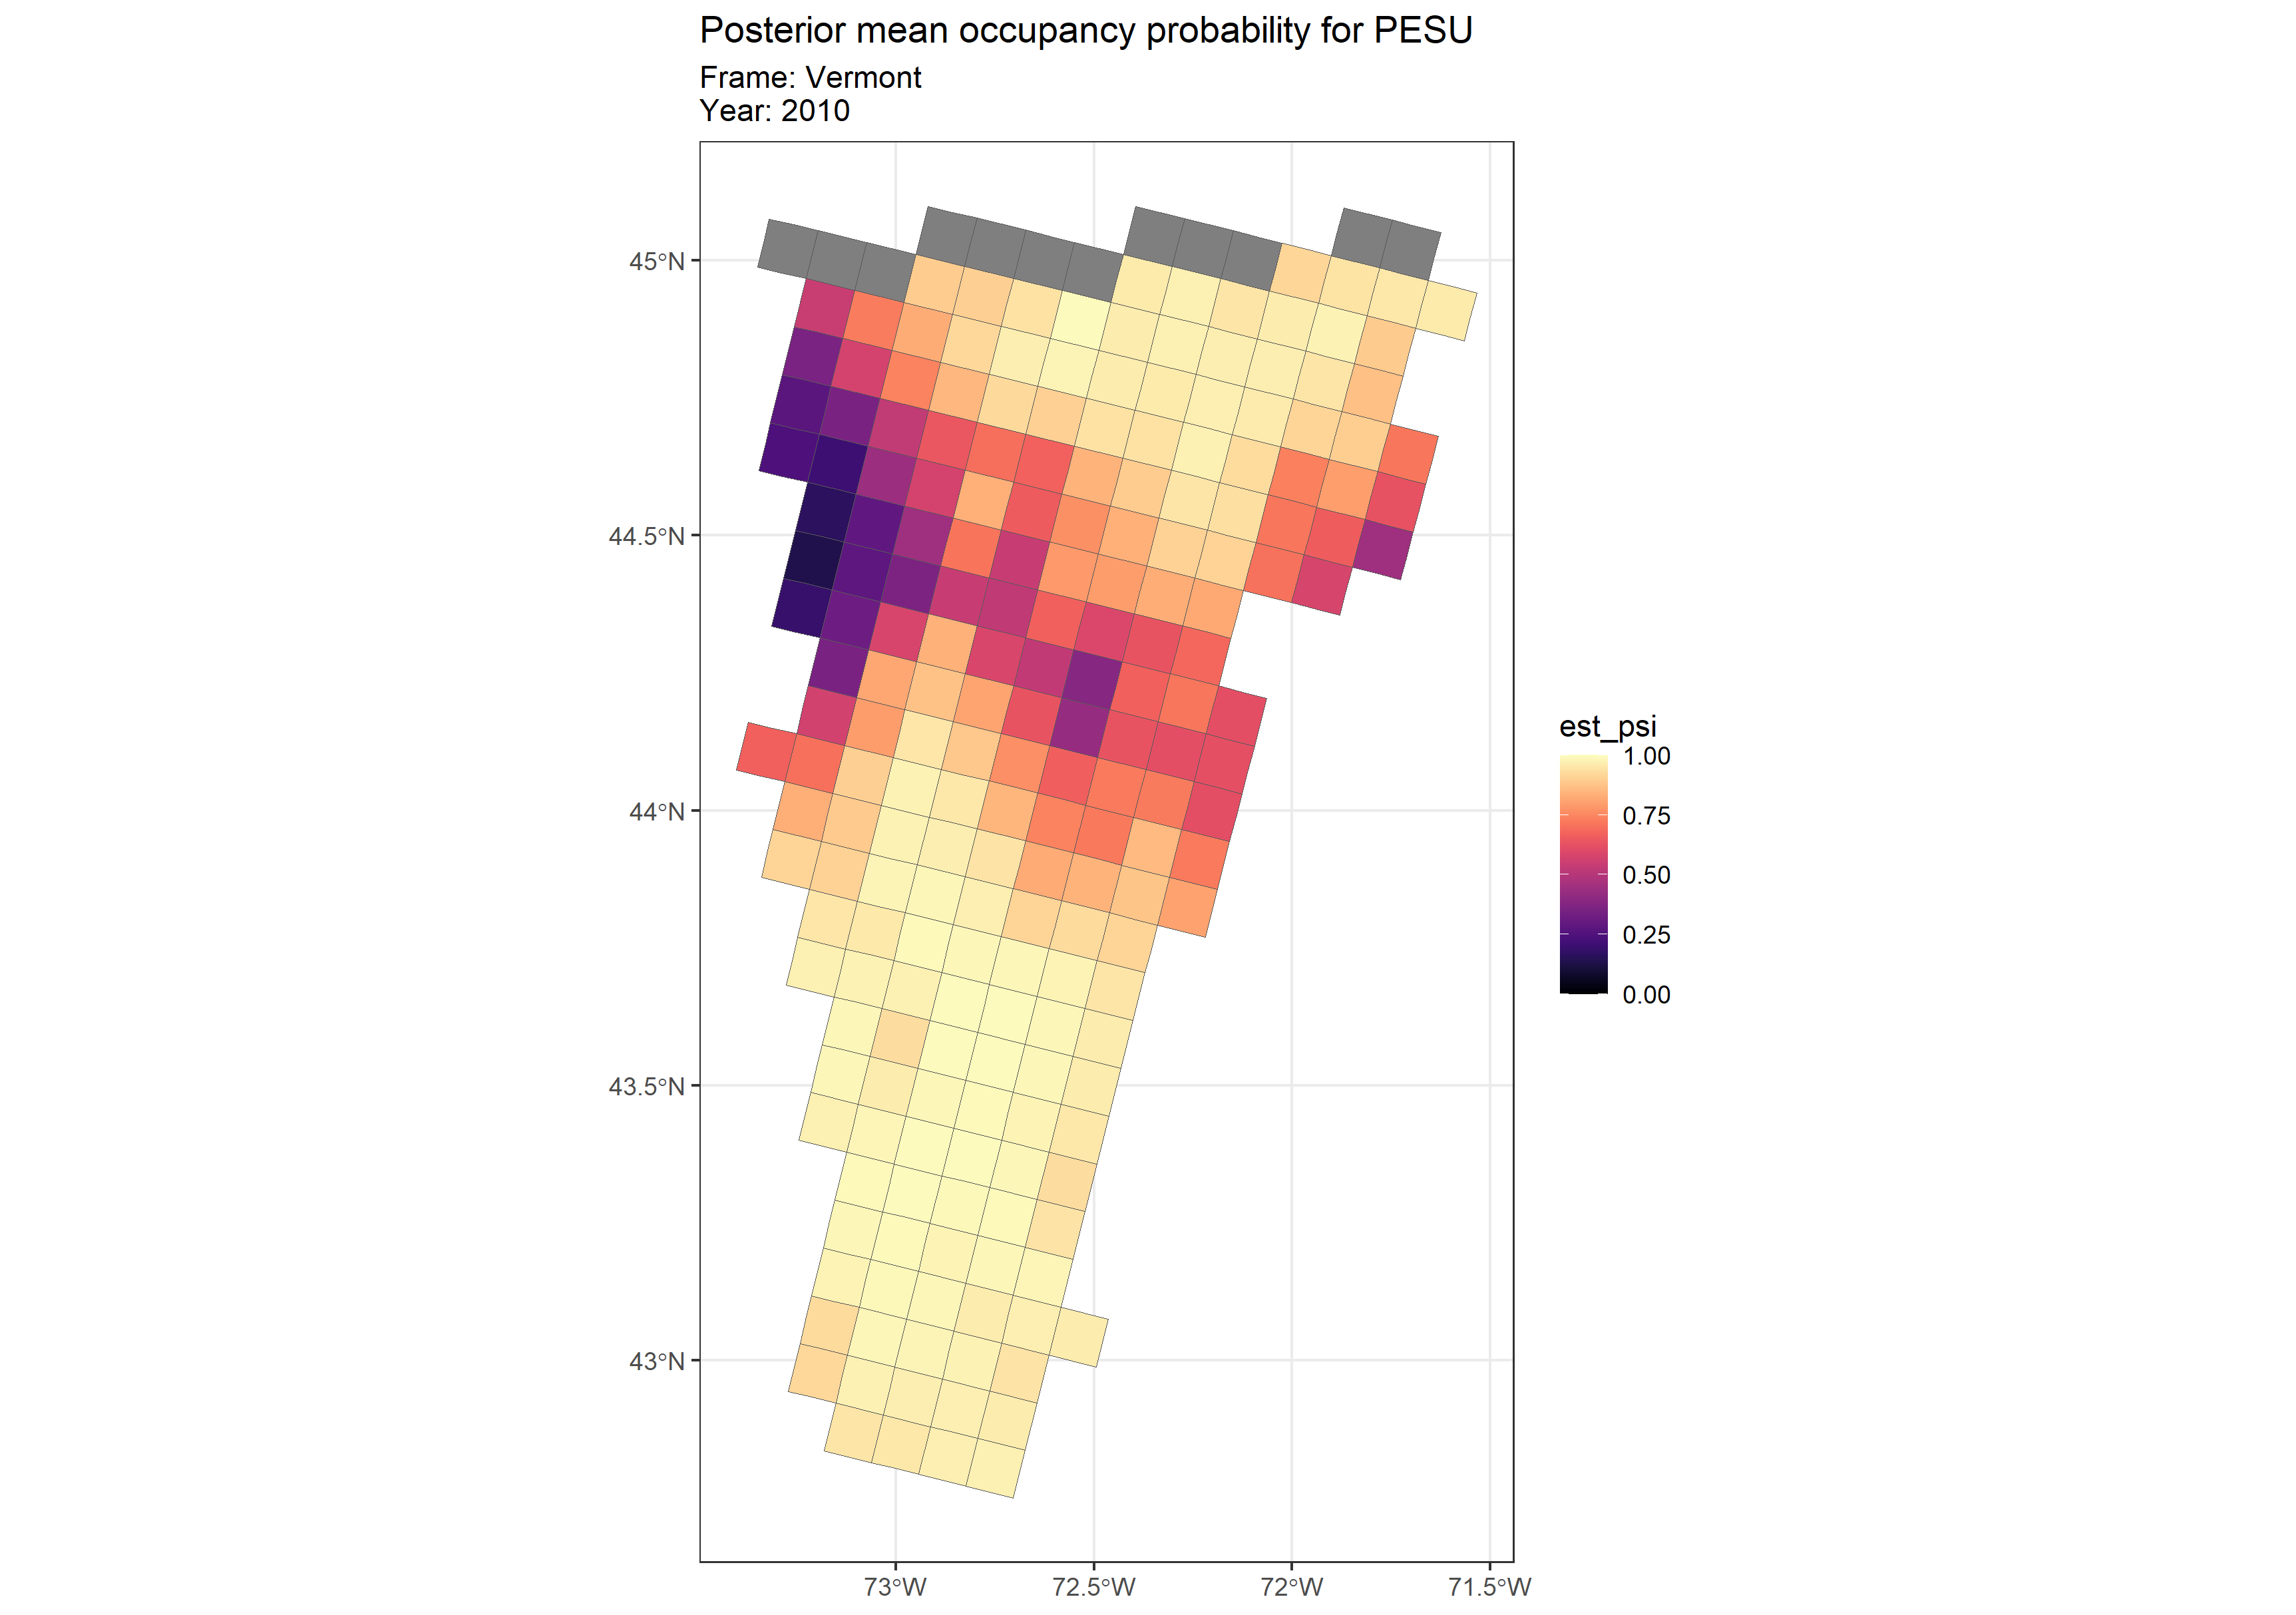 Posterior mean occupancy probability for PESU
Frame: Vermont
Year: 2010
45°N
44.5°N
44°N
43.5°N
43°N
73°W
72.5°W
72°W
71.5°W
est_psi
1.00
0.75
0.50
0.25
0.00